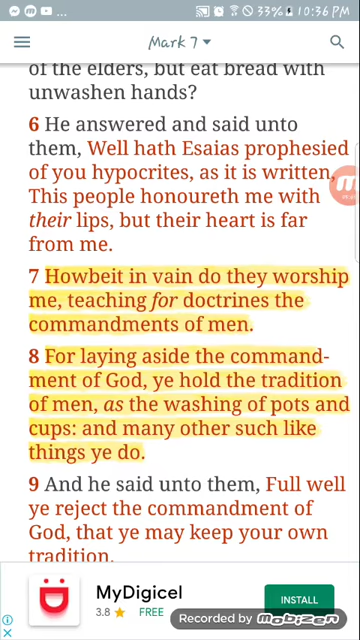 33% 10:36 PM
Mark 7
of the elders, but eat bread with
unwashen hands?
6 He answered and said unto
them, Well hath Esaias prophesied
of you hypocrites, as it is written,
This people honoureth me with
their lips, but their heart is far
from me.
7 Howbeit in vain do they worship
me, teaching for doctrines the
commandments of men.
8 For laying aside the command-
ment of God, ye hold the tradition
of men, as the washing of pots and
cups: and many other such like
things ye do.
9 And he said unto them, Full well
ye reject the commandment of
God, that ye may keep your own
tradition.
MyDigicel
3.8 ★ FREE
INSTALL
Recorded by mobizen